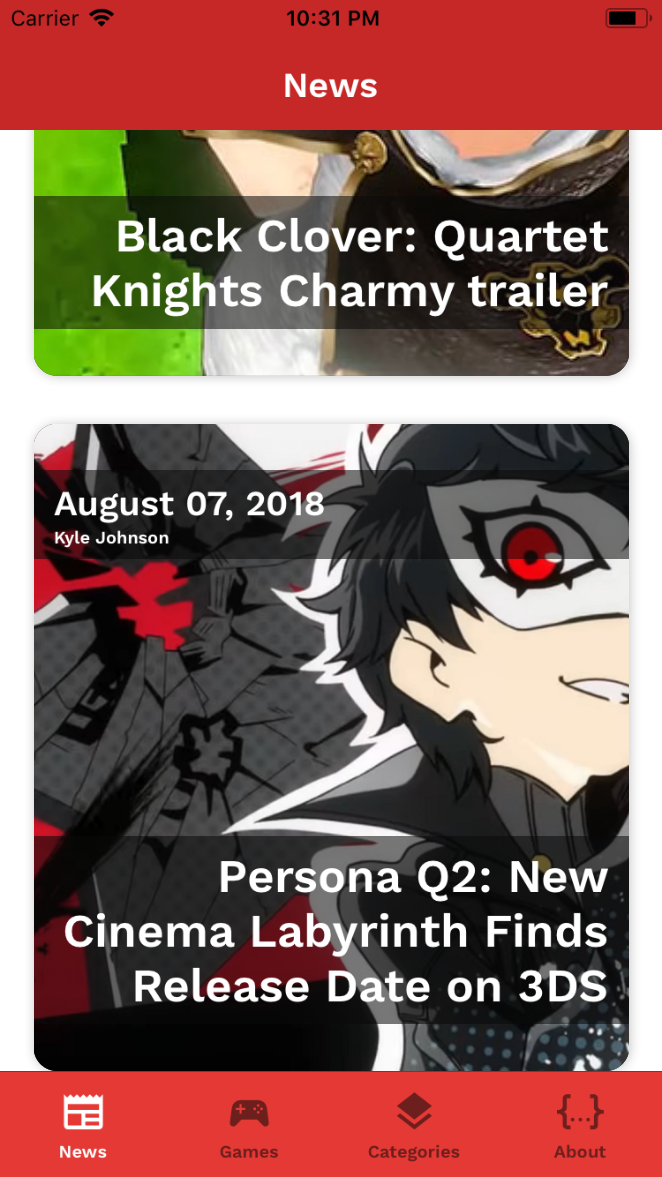 Carrier 10:31 PM
News
Black Clover: Quartet
Knights Charmy trailer
August 07, 2018
Kyle Johnson
Persona Q2: New
Cinema Labyrinth Finds
Release Date on 3DS
News Games Categories About